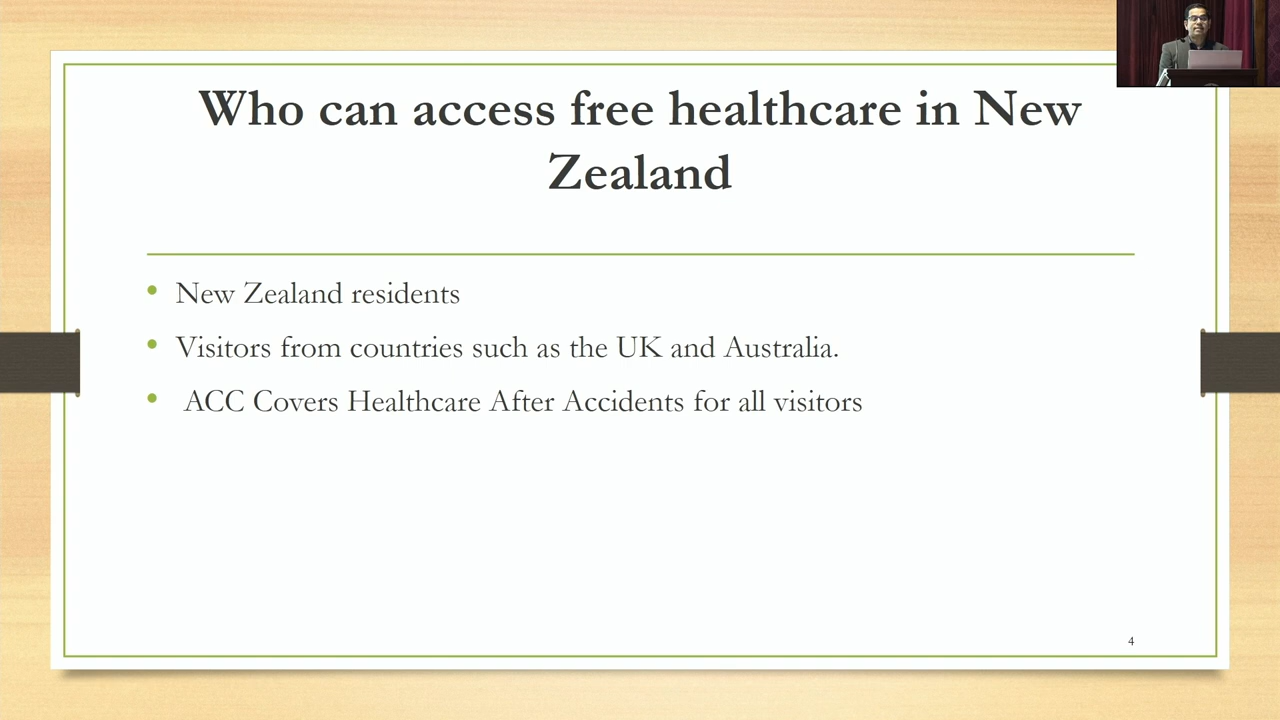 Who can access free healthcare in New
Zealand
• New Zealand residents
• Visitors from countries such as the UK and Australia.
• ACC Covers Healthcare After Accidents for all visitors
4